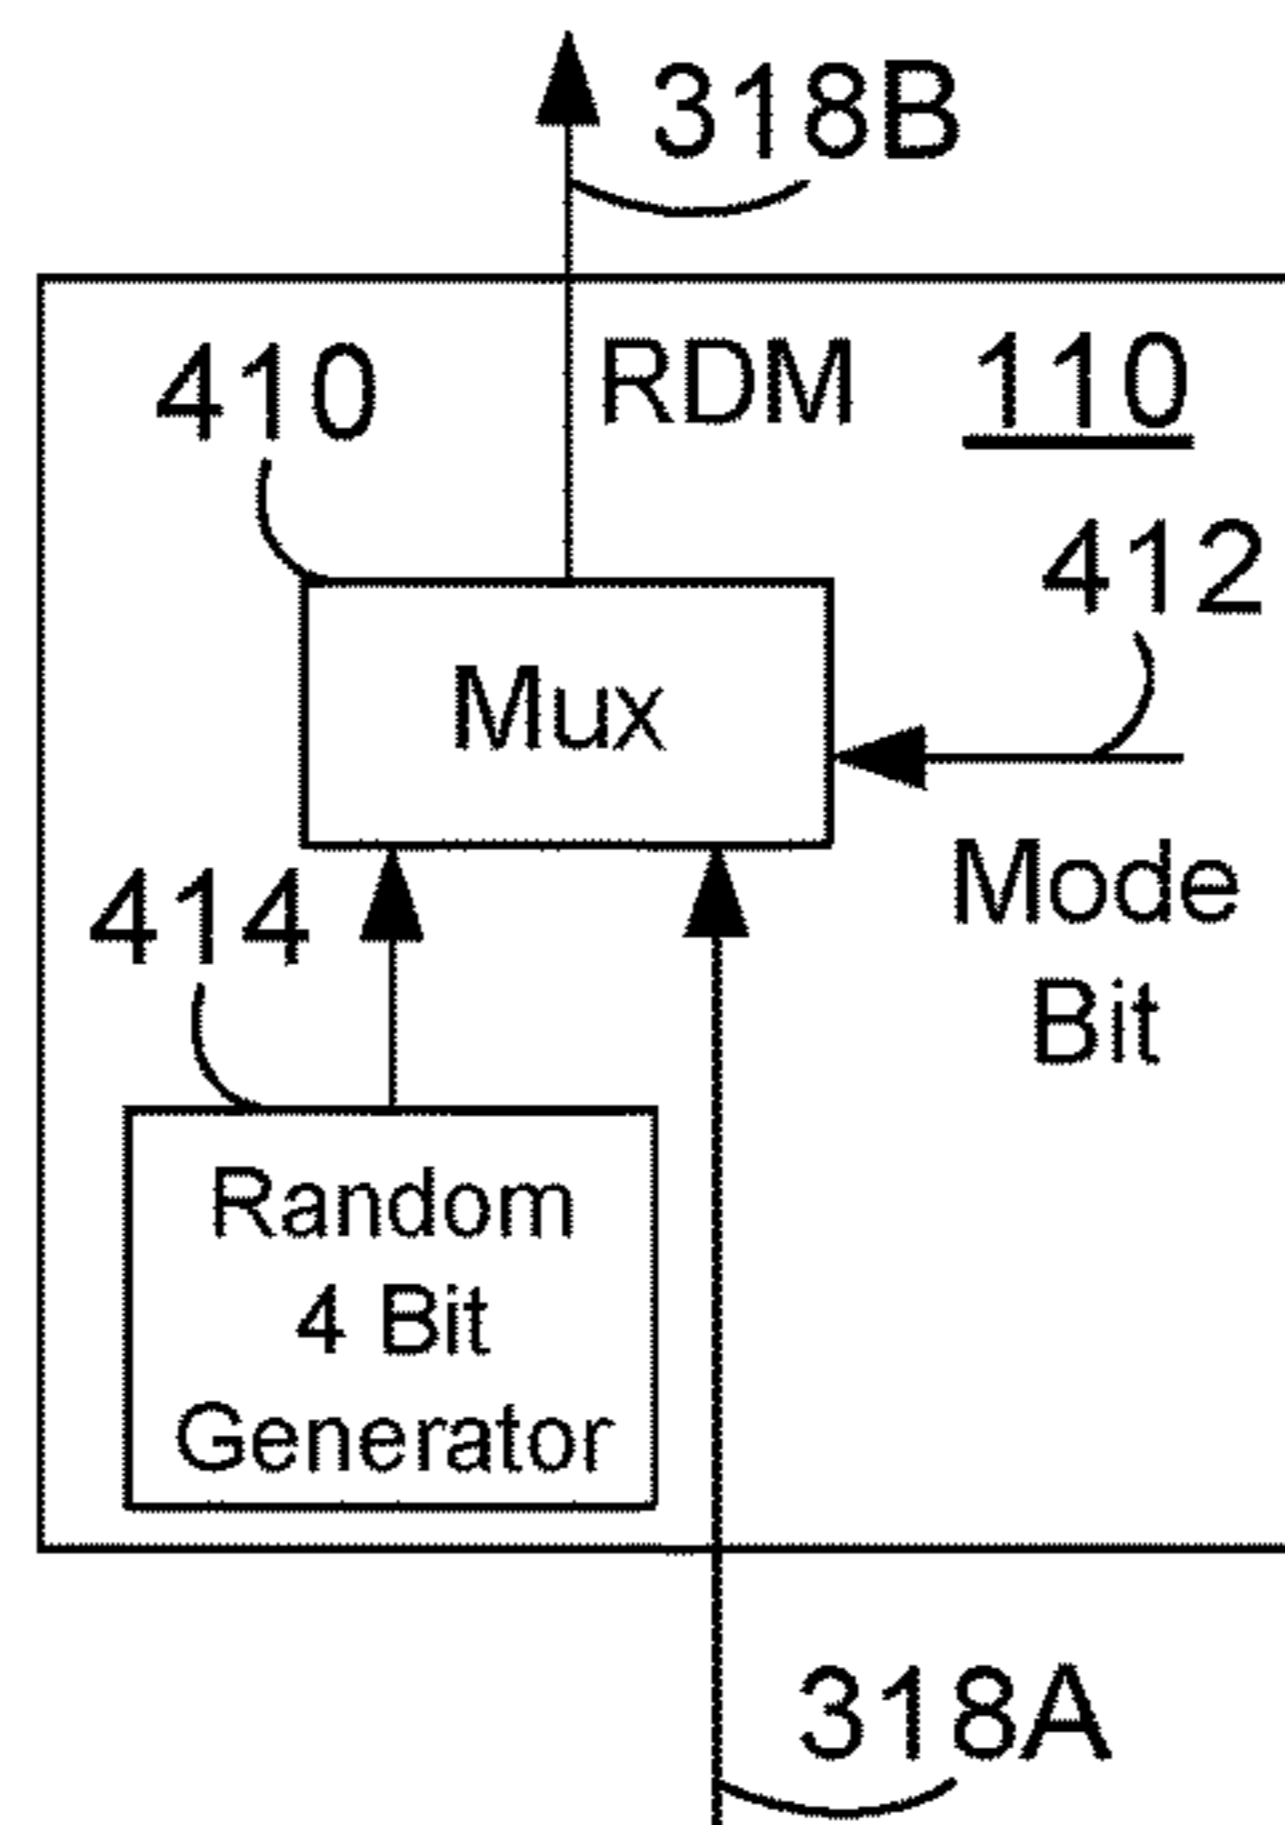 318B
410
RDM
110
412
Mux
Mode
Bit
414
Random
4 Bit
Generator
318A